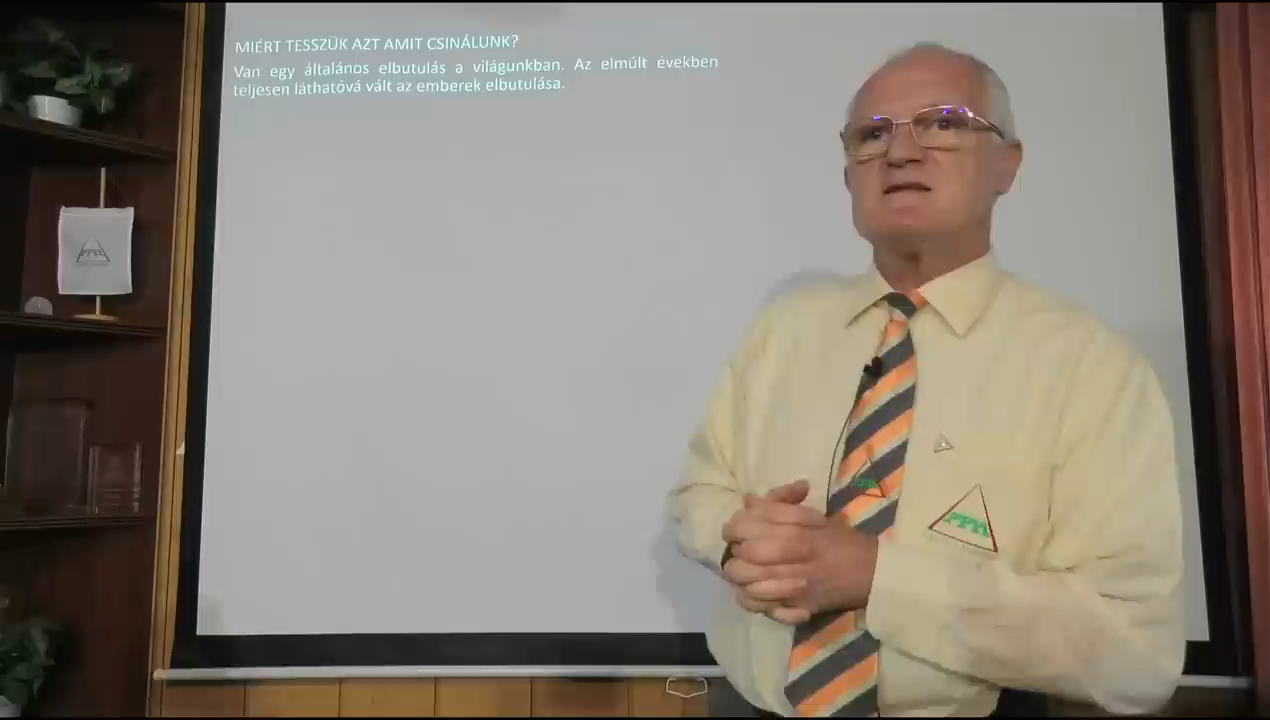 MIÉRT TESSZÜK AZT AMIT CSINÁLUNK?
Van egy általános elbutulás a világunkban. Az elmúlt években
teljesen láthatóvá vált az emberek elbutulása.
PPM